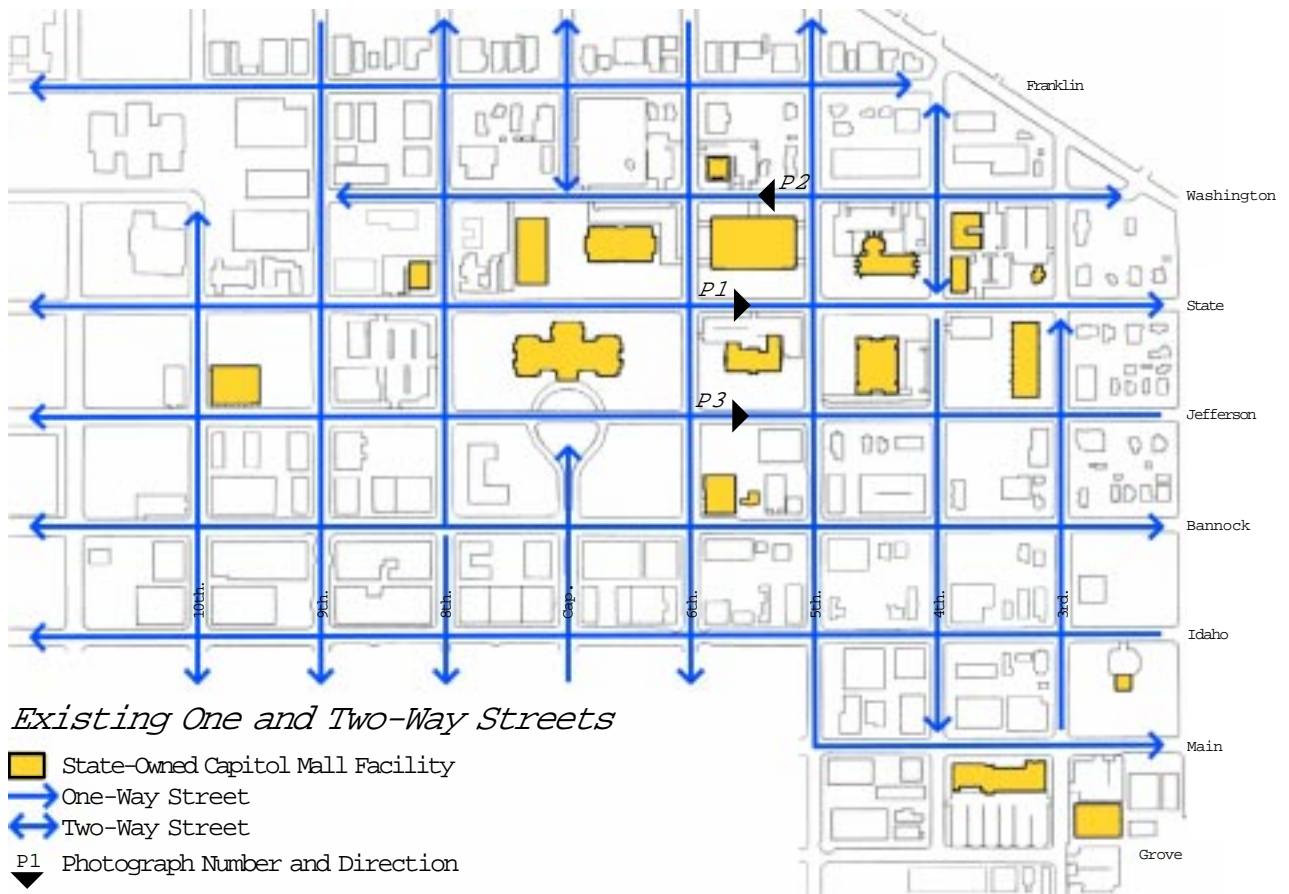 Franklin
P2
Washington
P1
State
P3
Jefferson
Bannock
10th.
9th.
8th.
Cap.
6th.
5th.
4th.
3rd.
Idaho
Existing One and Two-Way Streets
Main
State-Owned Capitol Mall Facility
One-Way Street
Two-Way Street
P1 Photograph Number and Direction
Grove